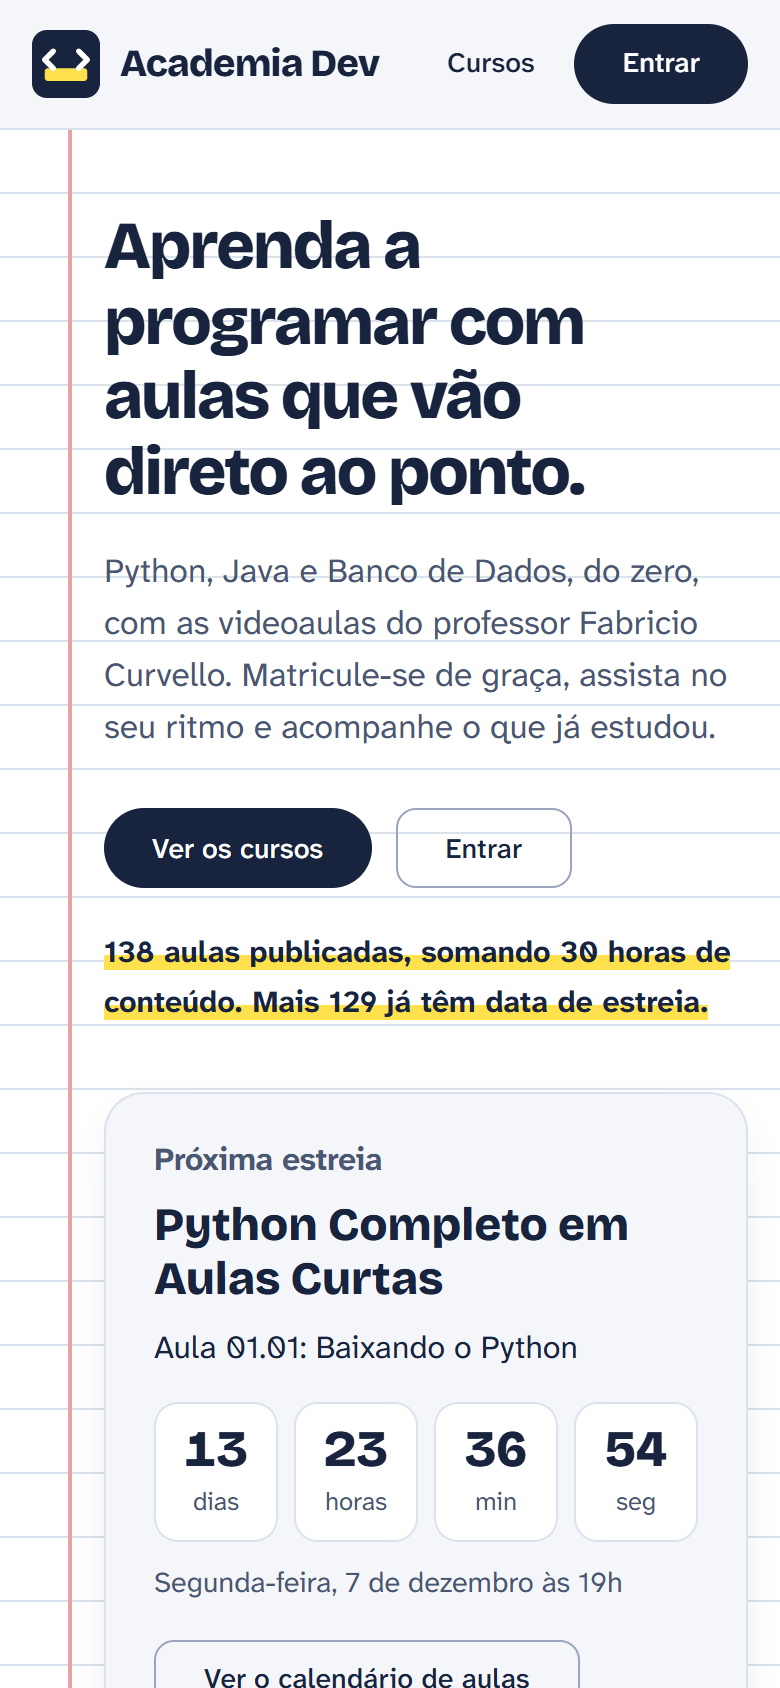 Academia Dev
Cursos
Entrar
Aprenda a
programar com
aulas que vão
direto ao ponto.
Python, Java e Banco de Dados, do zero,
com as videoaulas do professor Fabricio
Curvello. Matricule-se de graça, assista no
seu ritmo e acompanhe o que já estudou.
Ver os cursos
Entrar
138 aulas publicadas, somando 30 horas de
conteúdo. Mais 129 já têm data de estreia.
Próxima estreia
Python Completo em
Aulas Curtas
Aula 01.01: Baixando o Python
13 23 36 54
dias horas min seg
Segunda-feira, 7 de dezembro às 19h
Ver o calendário de aulas